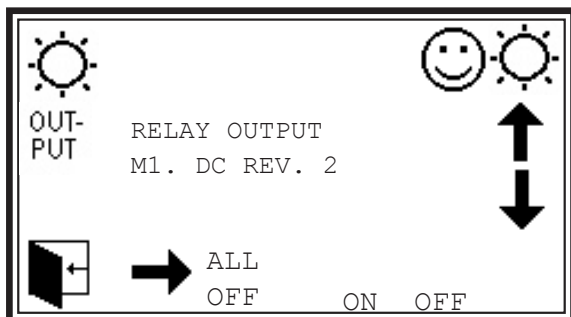 OUT-
PUT
RELAY OUTPUT
M1. DC REV. 2
ALL
OFF
ON OFF